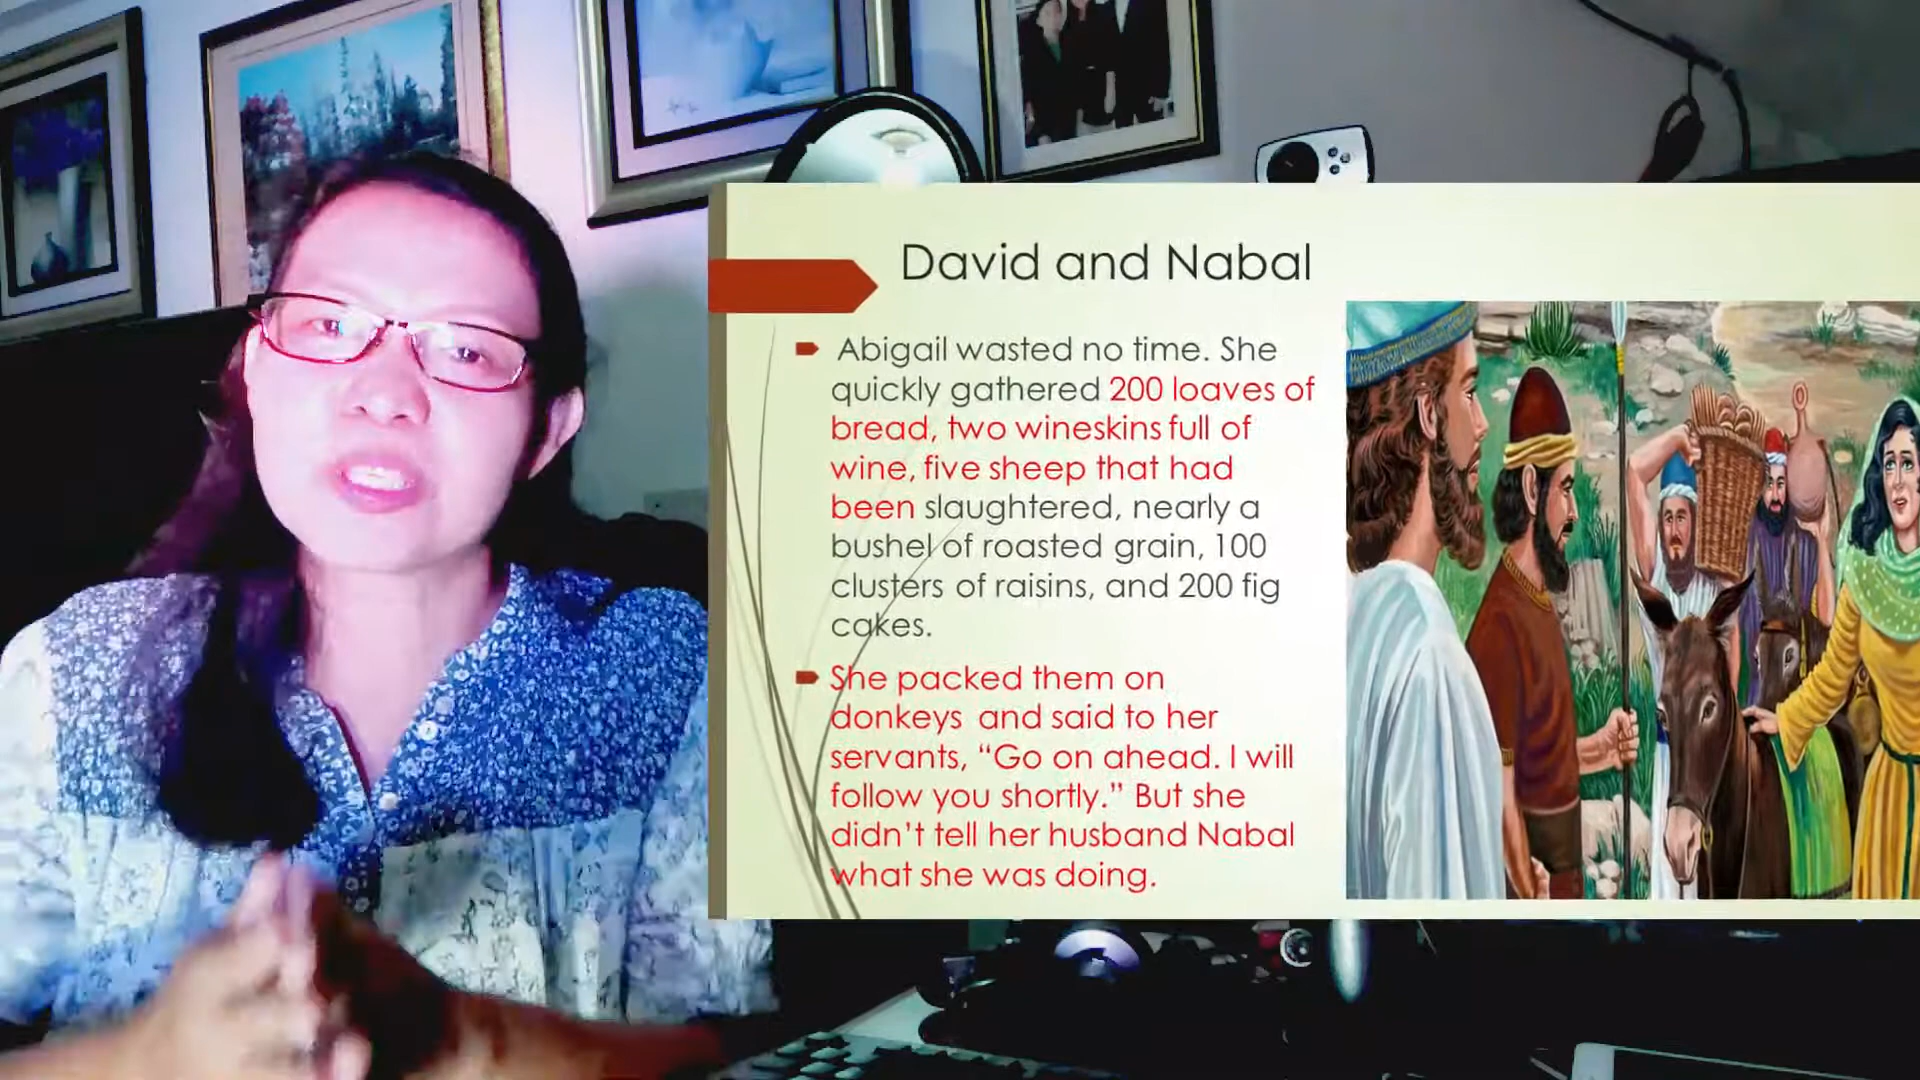 David and Nabal
Abigail wasted no time. She
quickly gathered 200 loaves of
bread, two wineskins full of
wine, five sheep that had
been slaughtered, nearly a
bushel of roasted grain, 100
clusters of raisins, and 200 fig
cakes.
She packed them on
donkeys and said to her
servants, “Go on ahead. I will
follow you shortly.” But she
didn’t tell her husband Nabal
what she was doing.